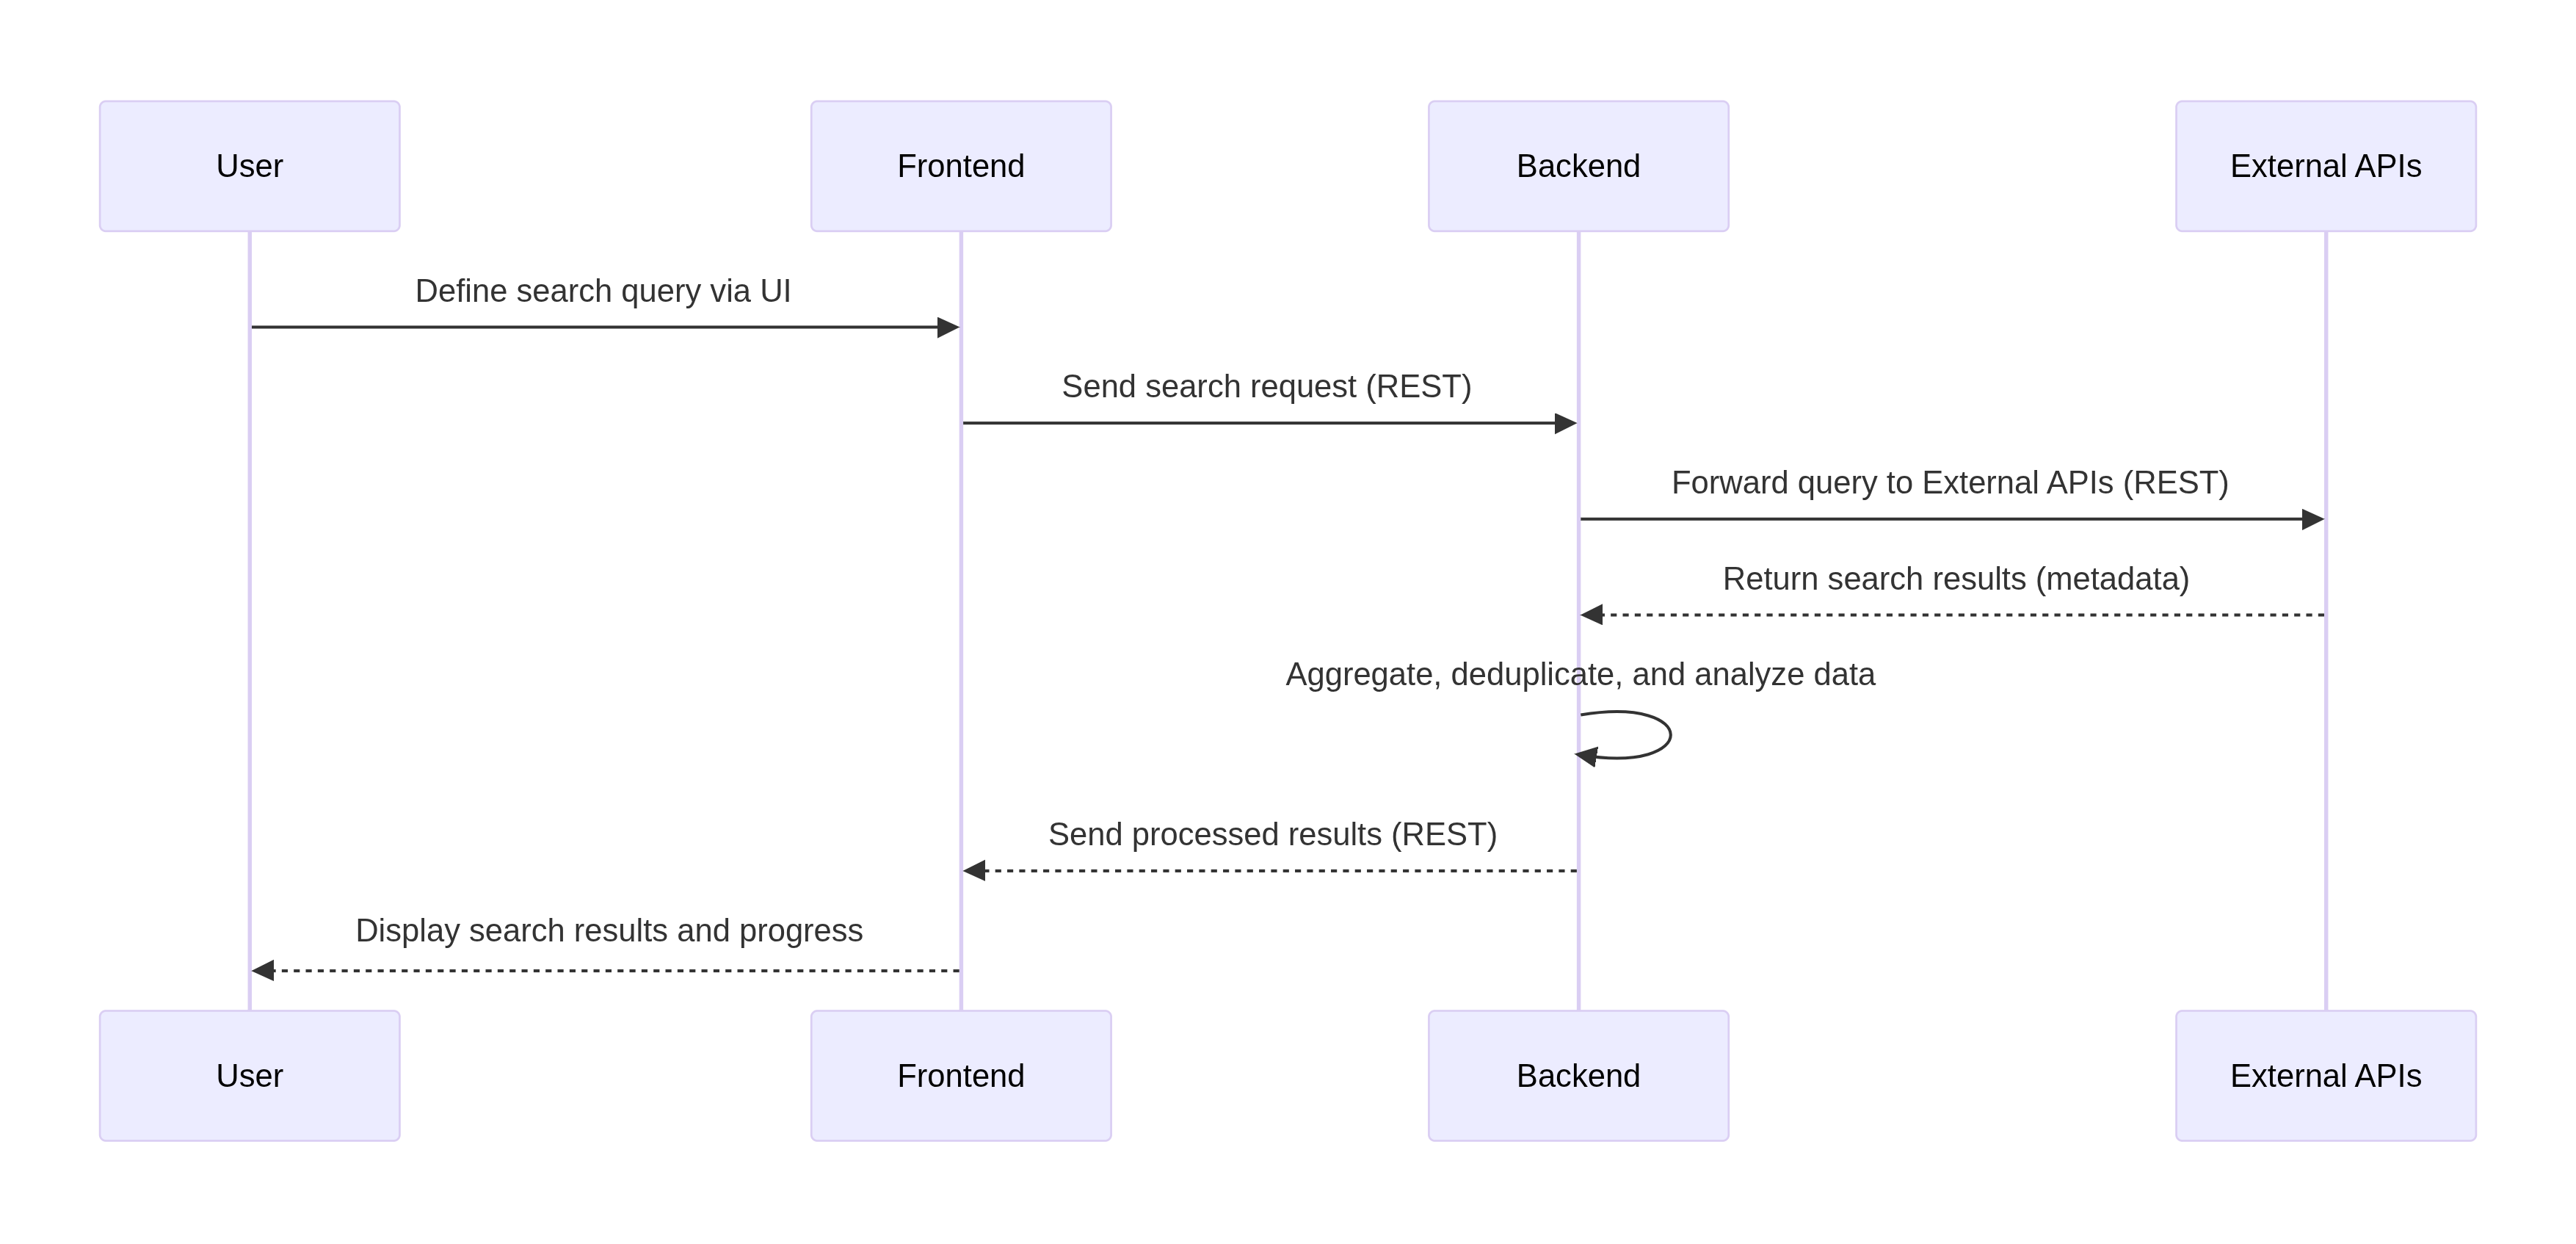 User
Frontend
Backend
External APIs
Define search query via UI
Send search request (REST)
Forward query to External APIs (REST)
Return search results (metadata)
Aggregate, deduplicate, and analyze data
Send processed results (REST)
Display search results and progress
User
Frontend
Backend
External APIs